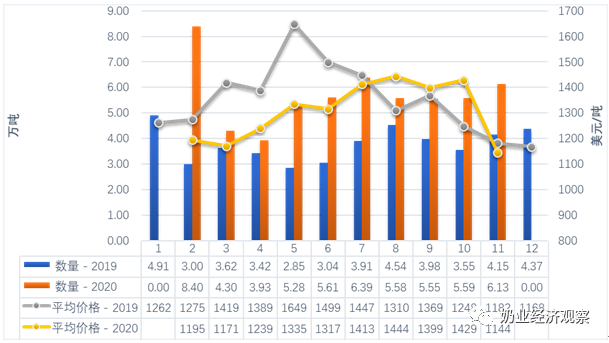 9.00 1700
8.00 1600
7.00 1500
6.00 1400
5.00 1300
4.00 1200
3.00 1100
2.00 1000
1.00 900
0.00 800
万吨
美元/吨
1 2 3 4 5 6 7 8 9 10 11 12
数量 - 2019 4.91 3.00 3.62 3.42 2.85 3.04 3.91 4.54 3.98 3.55 4.15 4.37
数量 - 2020 0.00 8.40 4.30 3.93 5.28 5.61 6.39 5.58 5.55 5.59 6.13 0.00
平均价格 - 2019 1262 1275 1419 1389 1649 1499 1447 1310 1369 1182 1168
平均价格 - 2020 1195 1171 1239 1335 1317 1413 1444 1399 1429 1144
奶业经济观察